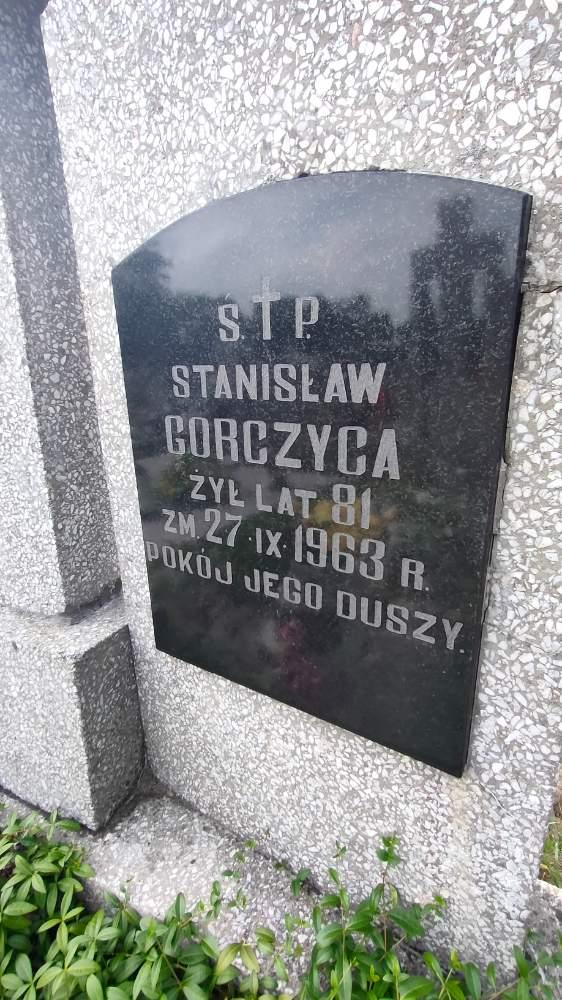 Ś. † P.
STANISŁAW
GORCZYCA
ŻYŁ LAT 81
ZM. 27·IX·1963 R.
POKÓJ JEGO DUSZY.